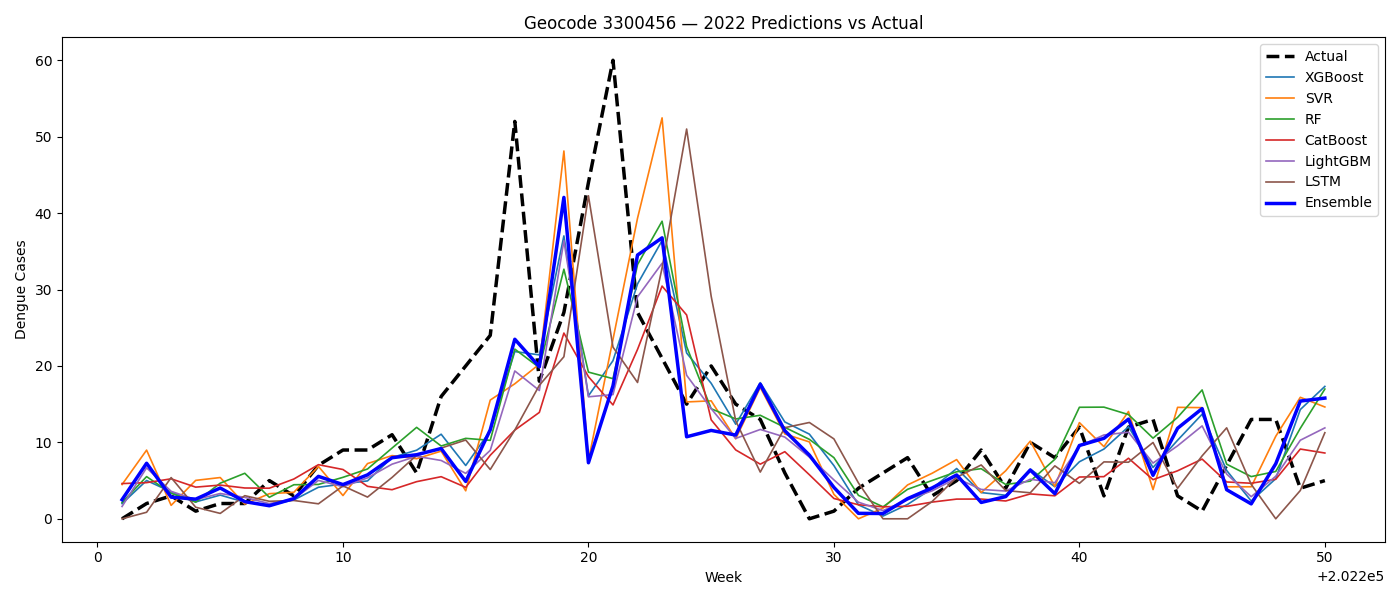 Geocode 3300456 — 2022 Predictions vs Actual
Dengue Cases
60
50
40
30
20
10
0
0
10
20
30
40
50
Week
+2.022e5
Actual
XGBoost
SVR
RF
CatBoost
LightGBM
LSTM
Ensemble